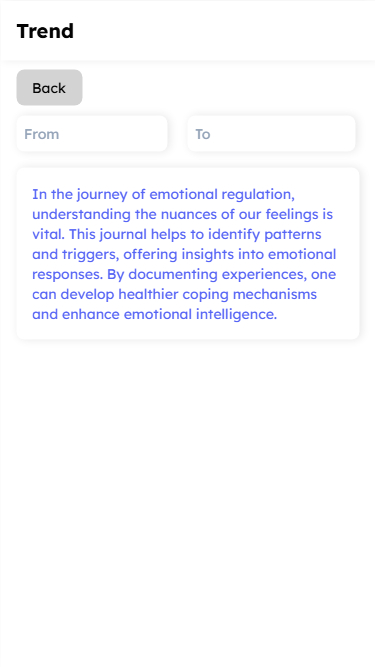 Trend
Back
From
To
In the journey of emotional regulation,
understanding the nuances of our feelings is
vital. This journal helps to identify patterns
and triggers, offering insights into emotional
responses. By documenting experiences, one
can develop healthier coping mechanisms
and enhance emotional intelligence.